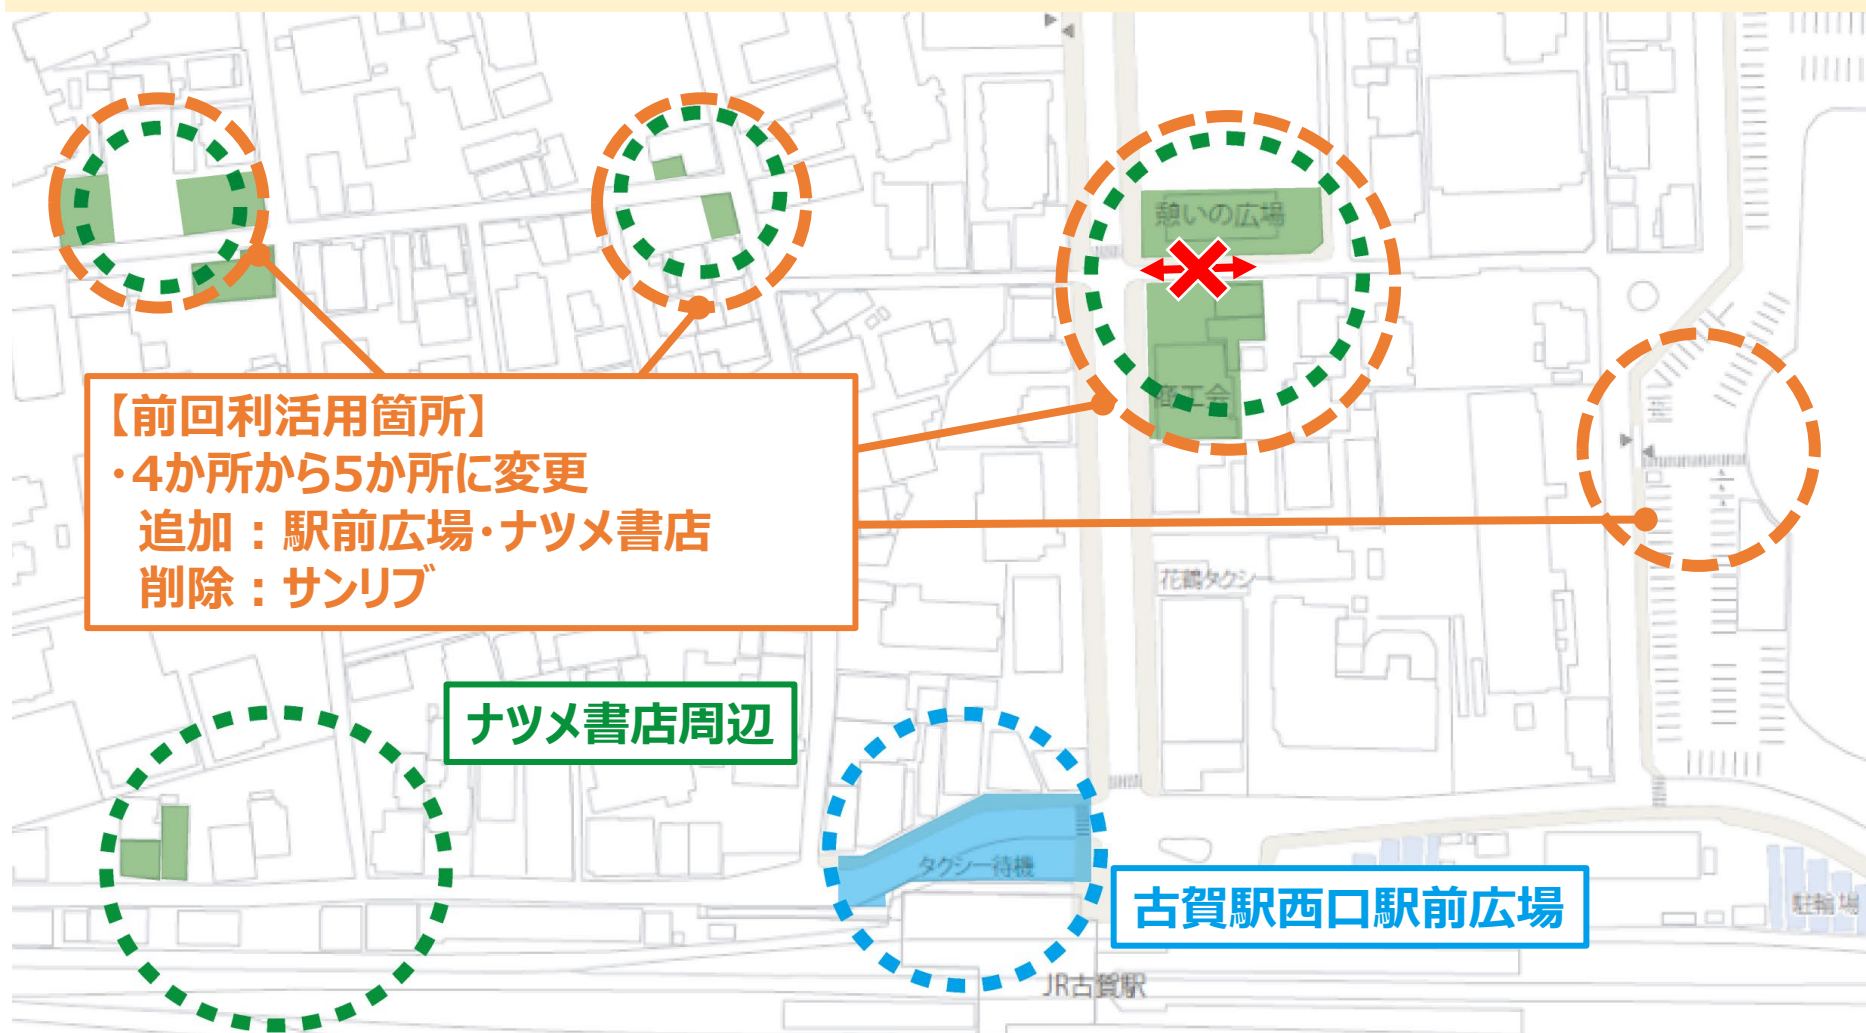 憩いの広場
商工会
【前回利活用箇所】
・4か所から5か所に変更
追加：駅前広場・ナツメ書店
削除：サンリブ
花鶴タクシー
ナツメ書店周辺
タクシー待機
古賀駅西口駅前広場
駐輪場
JR古賀駅